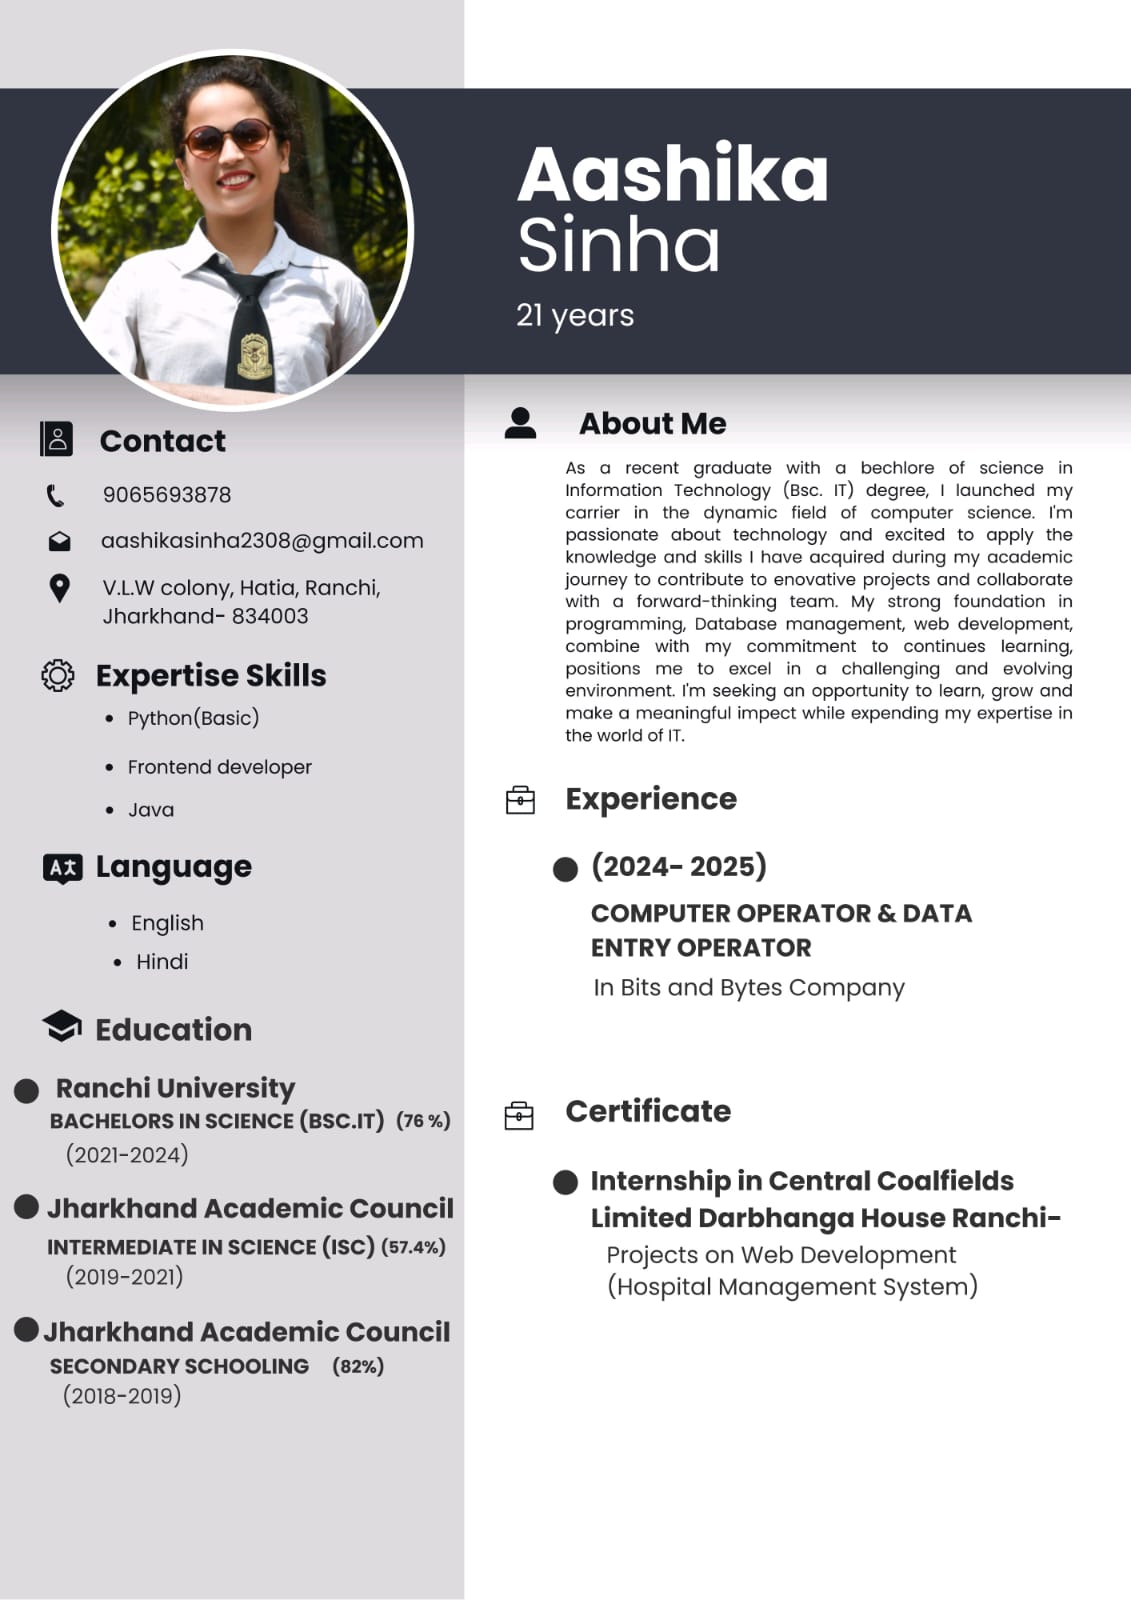 Aashika
Sinha
21 years
Contact
9065693878
aashikasinha2308@gmail.com
V.L.W colony, Hatia, Ranchi,
Jharkhand- 834003
Expertise Skills
• Python(Basic)
• Frontend developer
• Java
Language
• English
• Hindi
Education
Ranchi University
BACHELORS IN SCIENCE (BSC.IT) (76 %)
(2021-2024)
Jharkhand Academic Council
INTERMEDIATE IN SCIENCE (ISC) (57.4%)
(2019-2021)
Jharkhand Academic Council
SECONDARY SCHOOLING (82%)
(2018-2019)
About Me
As a recent graduate with a bechlore of science in
Information Technology (Bsc. IT) degree, I launched my
carrier in the dynamic field of computer science. I'm
passionate about technology and excited to apply the
knowledge and skills I have acquired during my academic
journey to contribute to enovative projects and collaborate
with a forward-thinking team. My strong foundation in
programming, Database management, web development,
combine with my commitment to continues learning,
positions me to excel in a challenging and evolving
environment. I'm seeking an opportunity to learn, grow and
make a meaningful impact while expending my expertise in
the world of IT.
Experience
(2024- 2025)
COMPUTER OPERATOR & DATA
ENTRY OPERATOR
In Bits and Bytes Company
Certificate
Internship in Central Coalfields
Limited Darbhanga House Ranchi-
Projects on Web Development
(Hospital Management System)